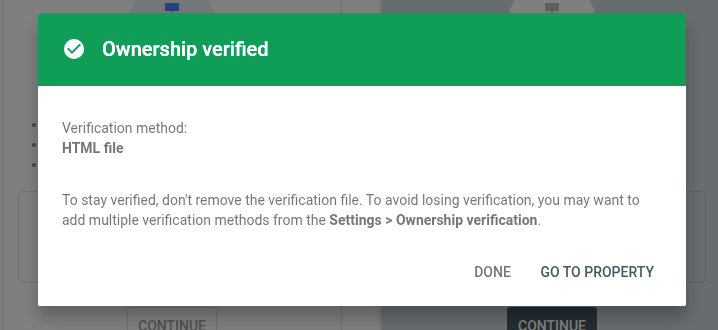 Ownership verified
Verification method:
HTML file
To stay verified, don't remove the verification file. To avoid losing verification, you may want to
add multiple verification methods from the Settings > Ownership verification.
DONE
GO TO PROPERTY
CONTINUE
CONTINUE